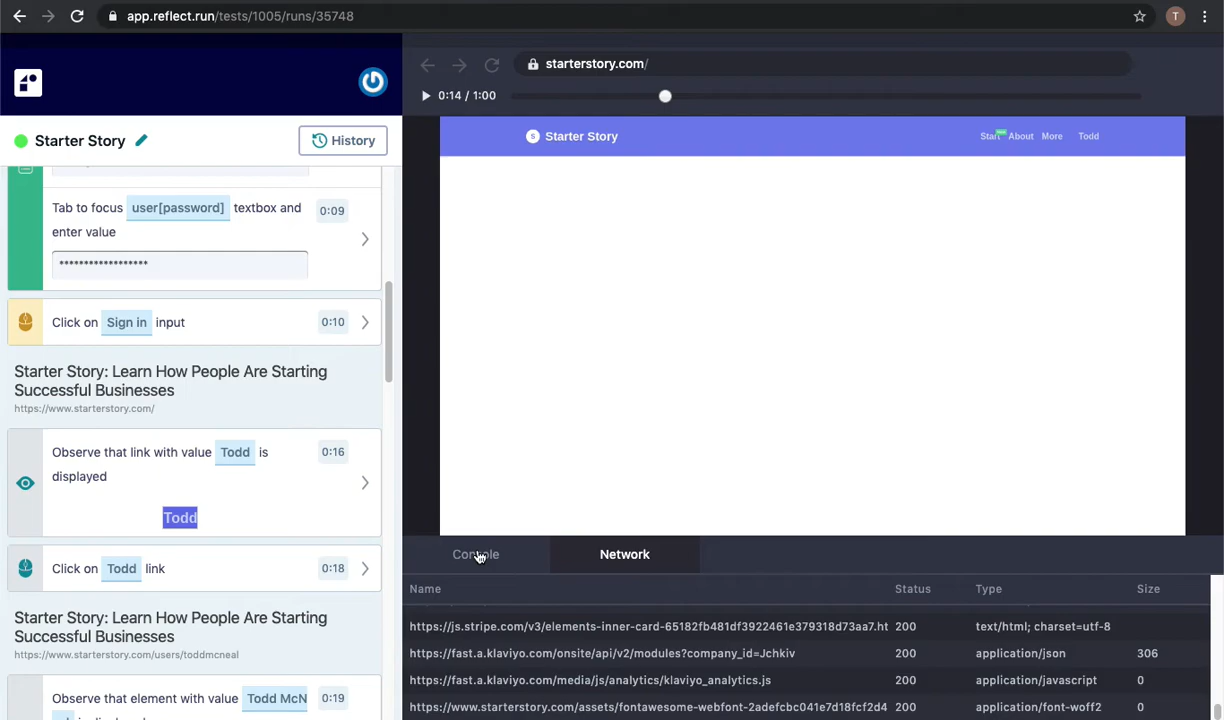 app.reflect.run/tests/1005/runs/35748
T
starterstory.com/
0:14 / 1:00
Starter Story
History
Tab to focus user[password] textbox and
enter value
0:09
******************
Click on Sign in input
0:10
Starter Story: Learn How People Are Starting
Successful Businesses
https://www.starterstory.com/
Observe that link with value Todd is
displayed
0:16
Todd
Click on Todd link
0:18
Starter Story: Learn How People Are Starting
Successful Businesses
https://www.starterstory.com/users/toddmcneal
Observe that element with value Todd McN
0:19
S Starter Story
Start About More Todd
Console
Network
Name Status Type Size
https://js.stripe.com/v3/elements-inner-card-65182fb481df3922461e379318d73aa7.ht 200 text/html; charset=utf-8
https://fast.a.klaviyo.com/onsite/api/v2/modules?company_id=Jchkiv 200 application/json 306
https://fast.a.klaviyo.com/media/js/analytics/klaviyo_analytics.js 200 application/javascript 0
https://www.starterstory.com/assets/fontawesome-webfont-2adefcbc041e7d18fcf2d4 200 application/font-woff2 0